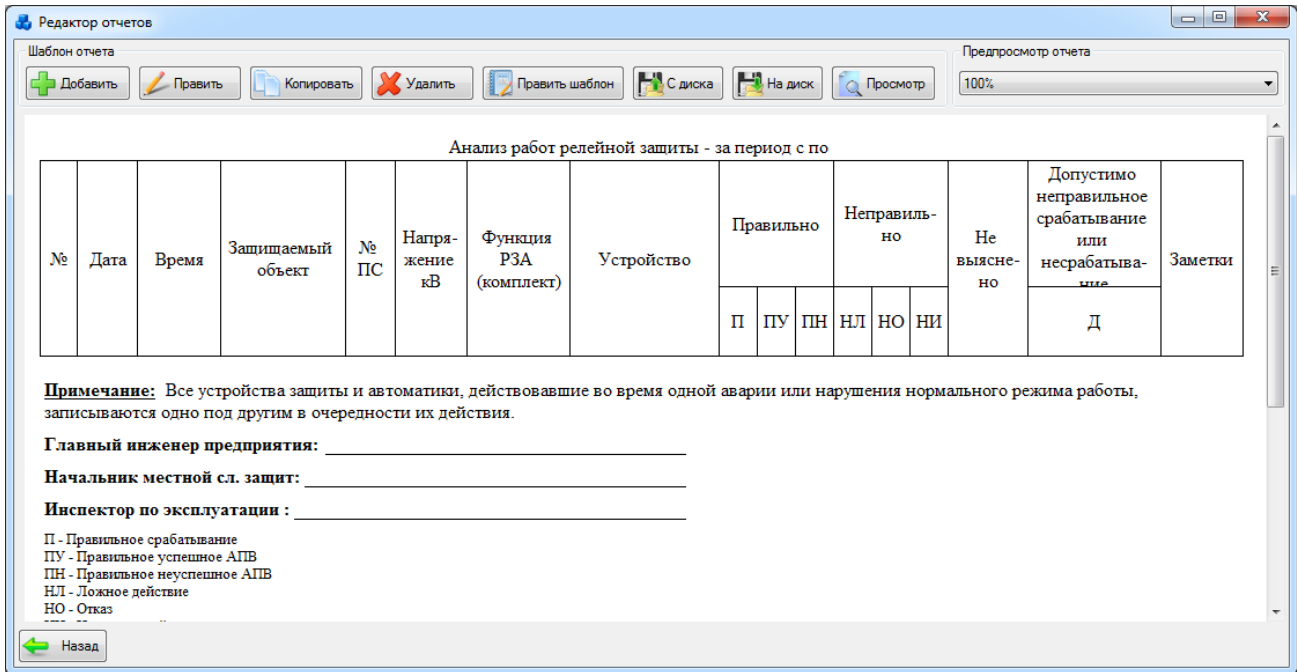 Редактор отчетов
Шаблон отчета
Предпросмотр отчета
Добавить Править Копировать Удалить Править шаблон С диска На диск Просмотр 100%
Анализ работ релейной защиты - за период с по
№
Дата
Время
Защищаемый
объект
№
ПС
Напря-
жение
кВ
Функция
РЗА
(комплект)
Устройство
Правильно
Неправиль-
но
Не
выясне-
но
Допустимо
неправильное
срабатывание
или
несрабатыва-
ние
Заметки
П ПУ ПН НЛ НО НИ Д
Примечание: Все устройства защиты и автоматики, действовавшие во время одной аварии или нарушения нормального режима работы,
записываются одно под другим в очередности их действия.
Главный инженер предприятия:
Начальник местной сл. защит:
Инспектор по эксплуатации :
П - Правильное срабатывание
ПУ - Правильное успешное АПВ
ПН - Правильное неуспешное АПВ
НЛ - Ложное действие
НО - Отказ
Назад